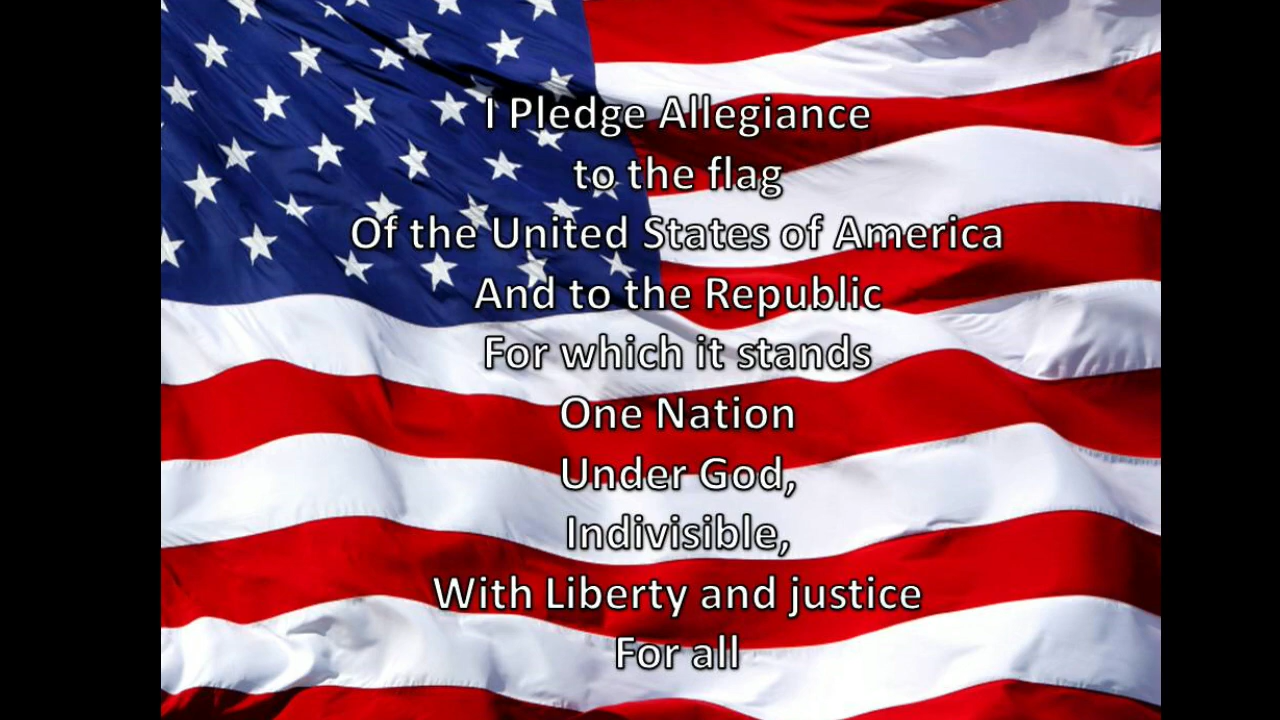 I Pledge Allegiance
to the flag
Of the United States of America
And to the Republic
For which it stands
One Nation
Under God,
Indivisible,
With Liberty and justice
For all